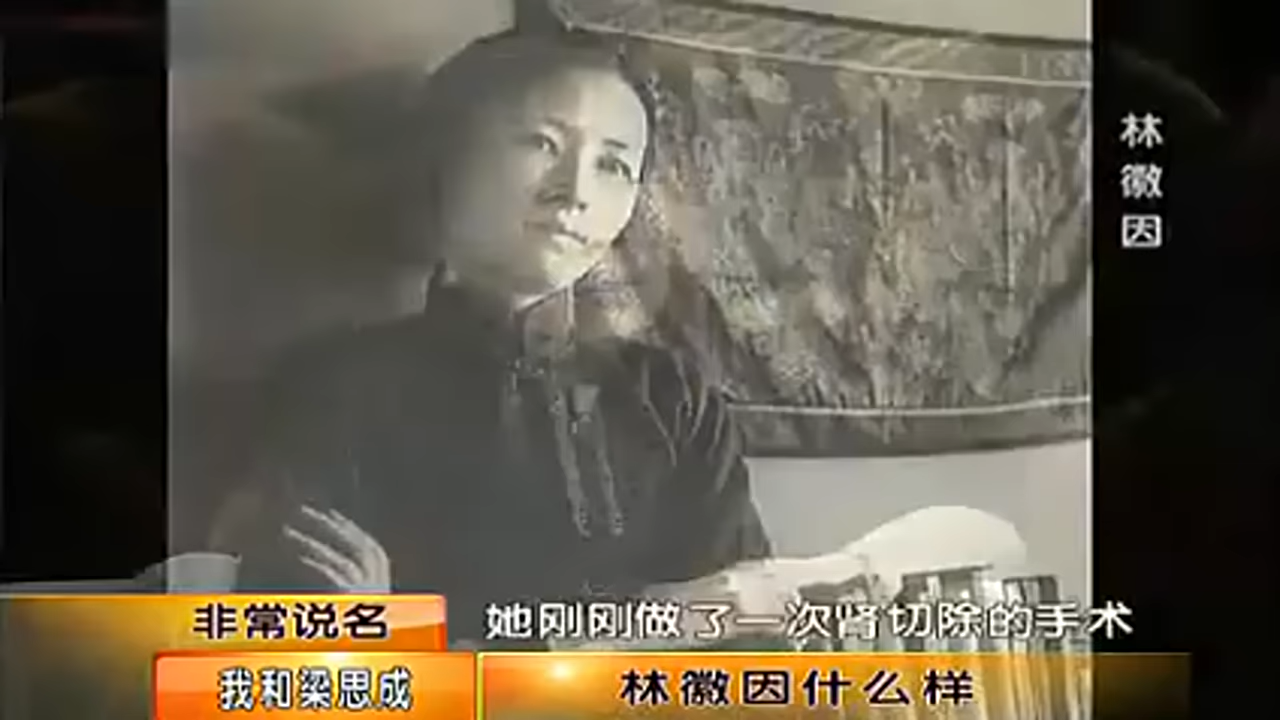 林徽因
非常说名
她刚刚做了一次肾切除的手术
我和梁思成
林徽因什么样